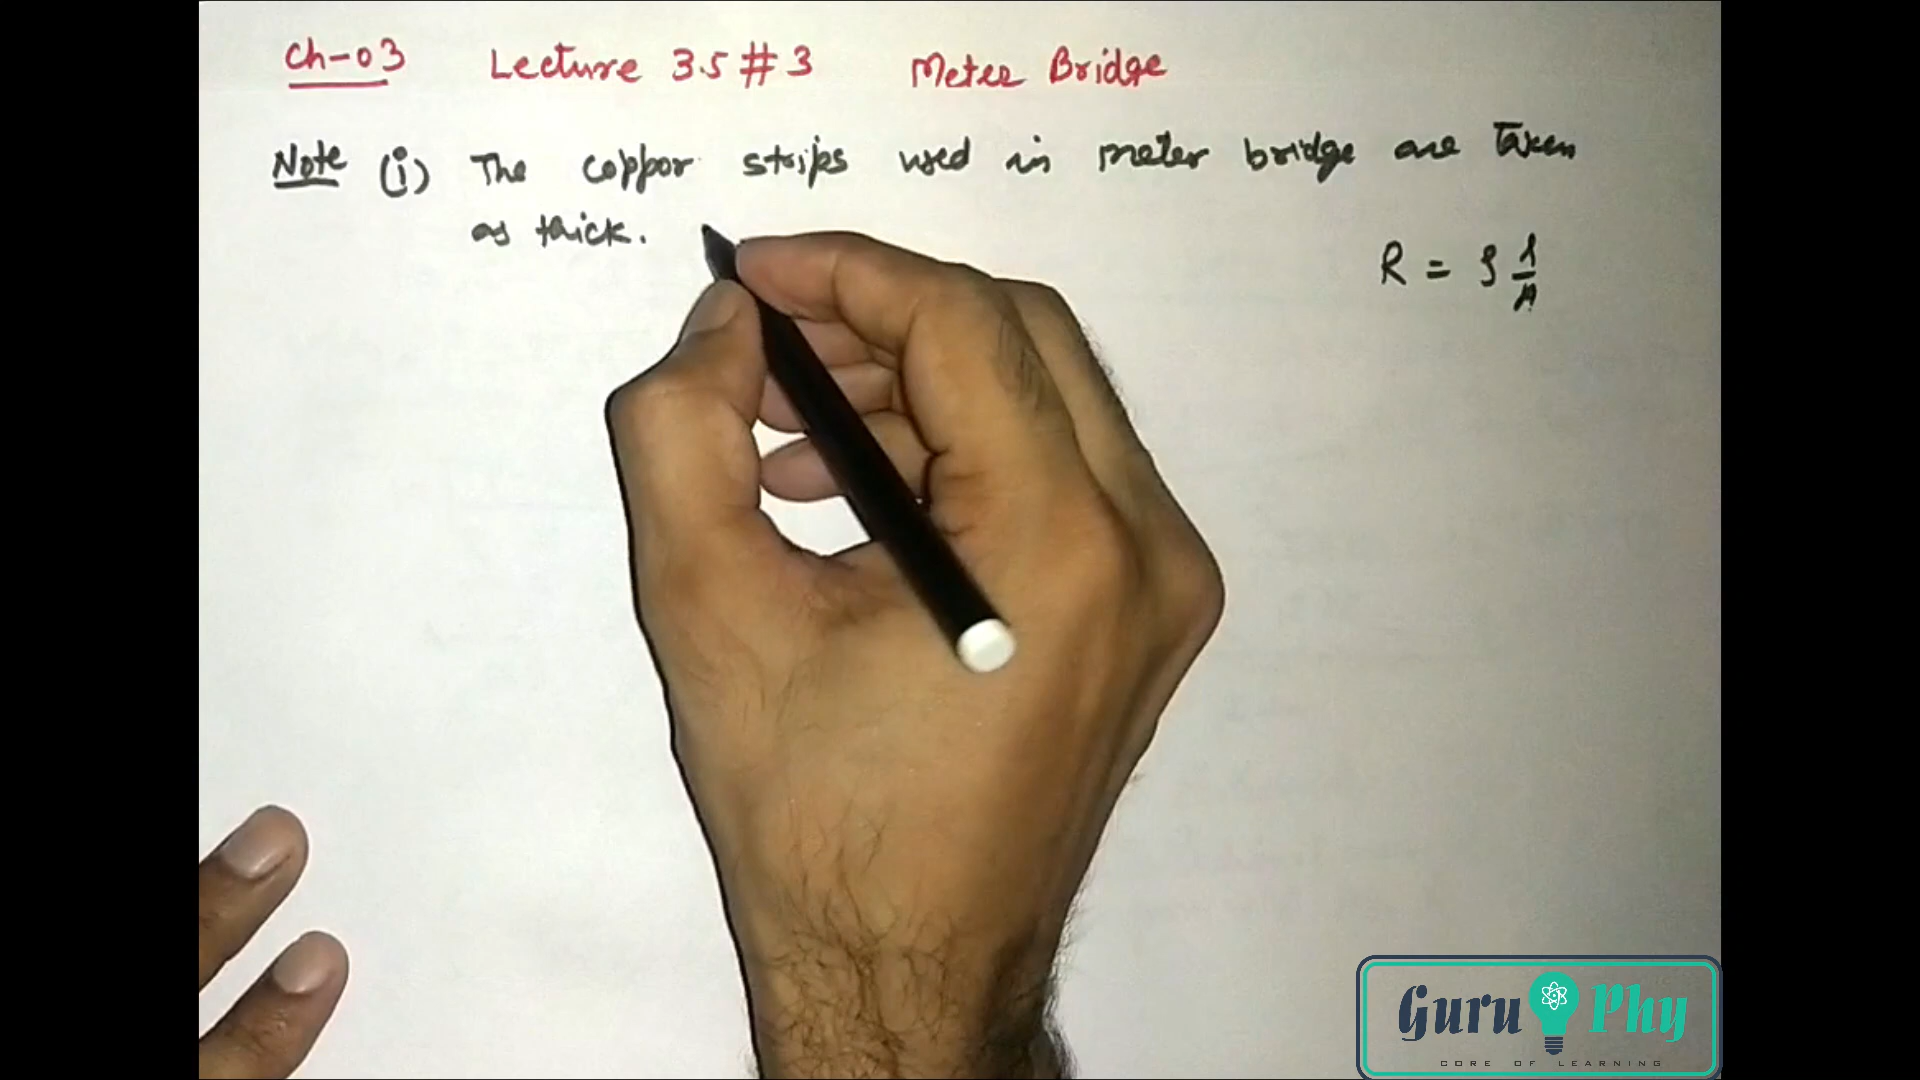 Ch-03 Lecture 3.5 # 3 Meter Bridge
Note (i) The coppor strips used in meter bridge are taken
as thick.
R = ρ l/A
Guru Phy
CORE OF LEARNING